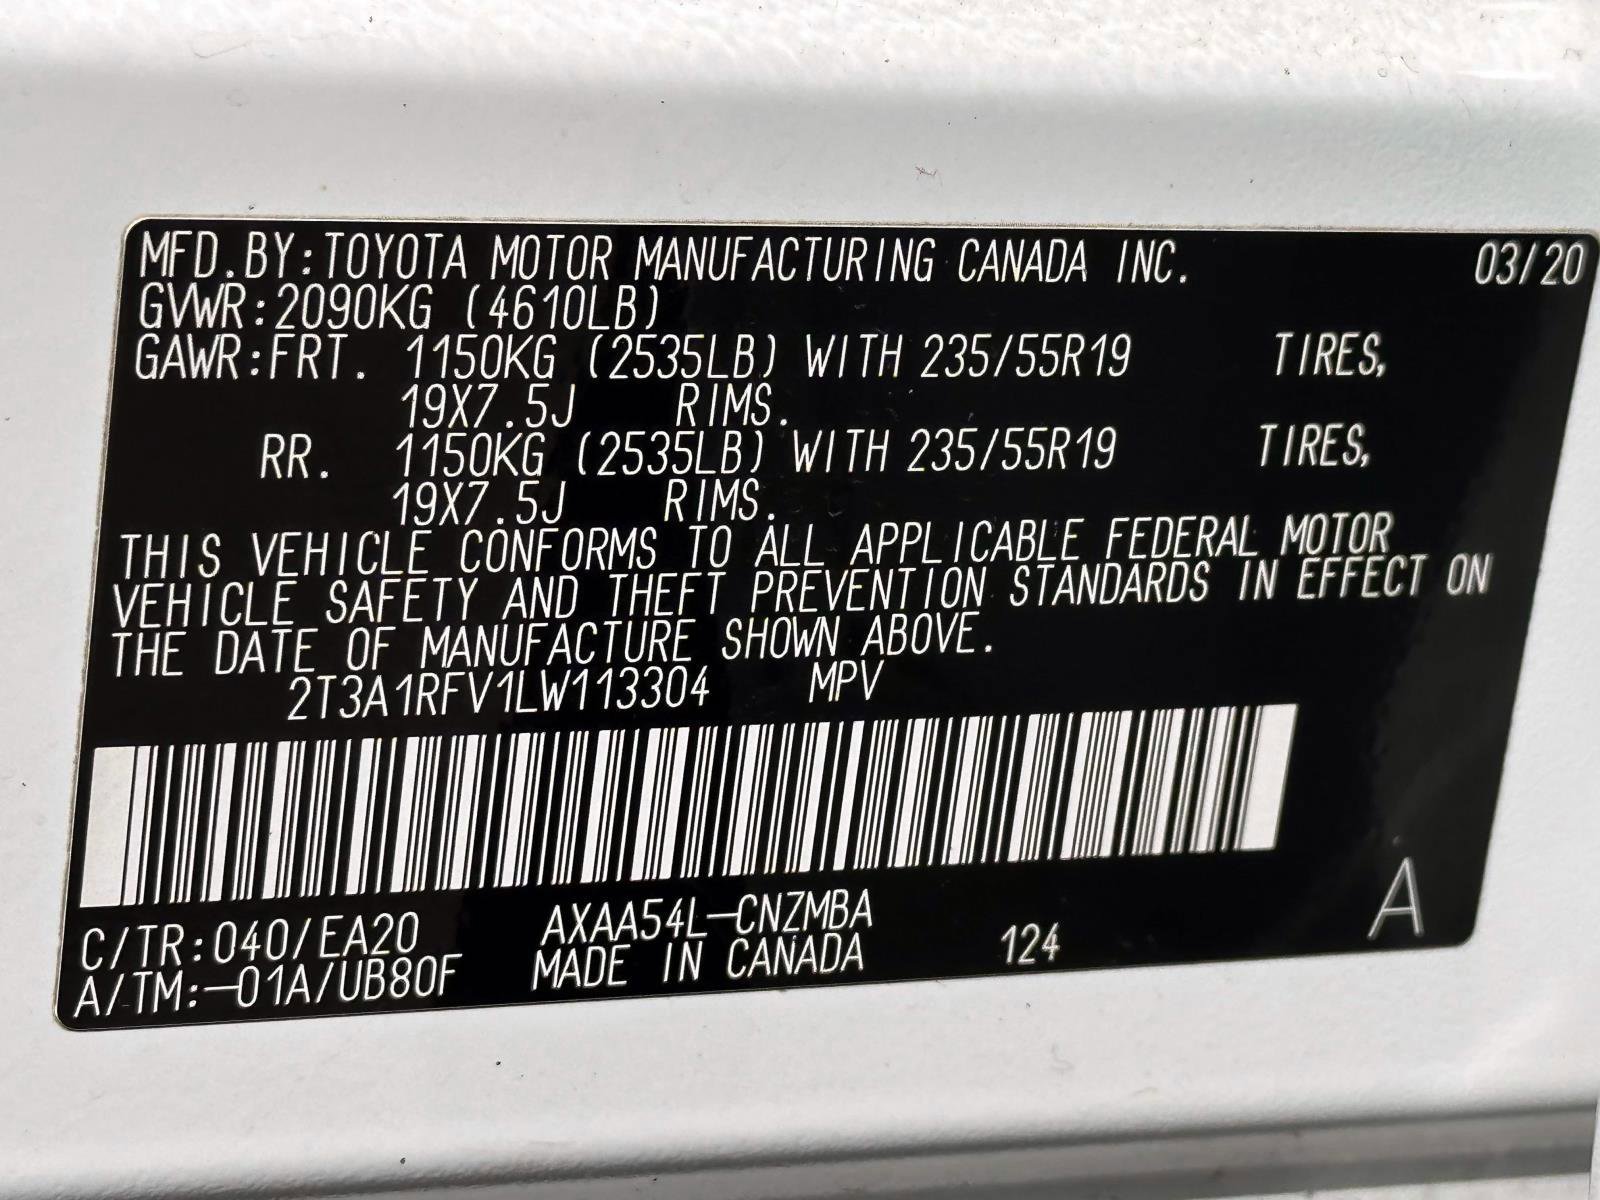 MFD.BY:TOYOTA MOTOR MANUFACTURING CANADA INC. 03/20
GVWR:2090KG (4610LB)
GAWR:FRT. 1150KG (2535LB) WITH 235/55R19 TIRES,
19X7.5J RIMS.
RR. 1150KG (2535LB) WITH 235/55R19 TIRES,
19X7.5J RIMS.
THIS VEHICLE CONFORMS TO ALL APPLICABLE FEDERAL MOTOR
VEHICLE SAFETY AND THEFT PREVENTION STANDARDS IN EFFECT ON
THE DATE OF MANUFACTURE SHOWN ABOVE.
2T3A1RFV1LW113304 MPV
C/TR:040/EA20 AXAA54L-CNZMBA A
A/TM:-01A/UB80F MADE IN CANADA 124